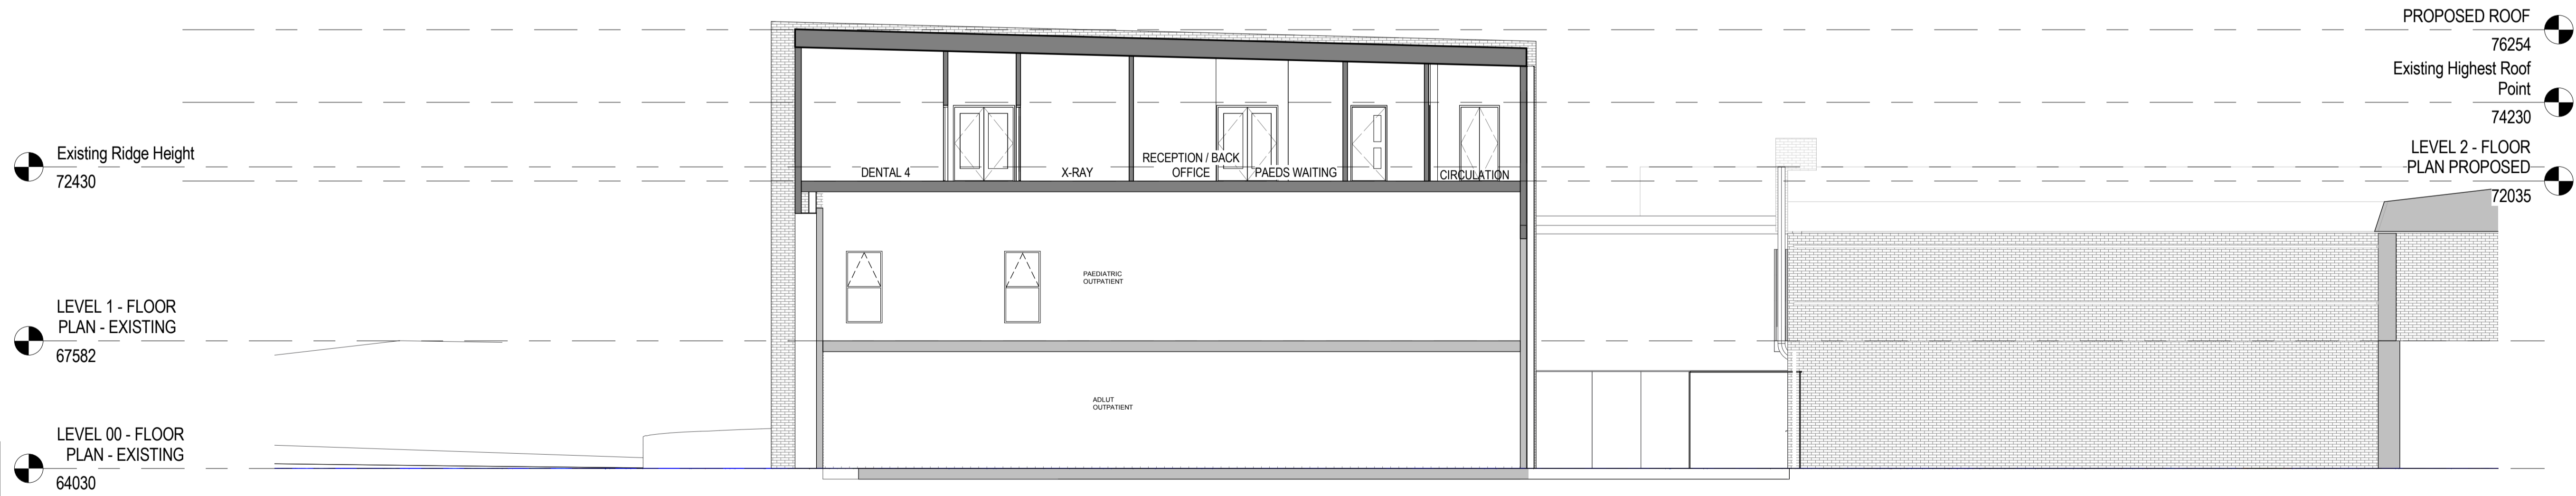 PROPOSED ROOF
76254
Existing Highest Roof
Point
74230
Existing Ridge Height
72430
LEVEL 2 - FLOOR
PLAN PROPOSED
72035
DENTAL 4
X-RAY
RECEPTION / BACK
OFFICE
PAEDS WAITING
CIRCULATION
PAEDIATRIC
OUTPATIENT
LEVEL 1 - FLOOR
PLAN - EXISTING
67582
ADLUT
OUTPATIENT
LEVEL 00 - FLOOR
PLAN - EXISTING
64030